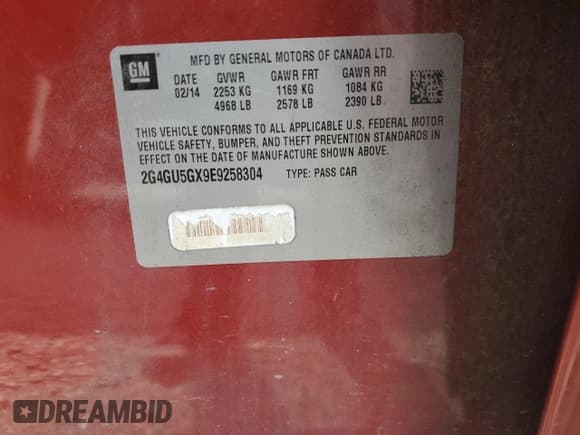 GM
MFD BY GENERAL MOTORS OF CANADA LTD.
DATE GVWR GAWR FRT GAWR RR
02/14 2253 KG 1169 KG 1084 KG
4968 LB 2578 LB 2390 LB
THIS VEHICLE CONFORMS TO ALL APPLICABLE U.S. FEDERAL MOTOR
VEHICLE SAFETY, BUMPER, AND THEFT PREVENTION STANDARDS IN
EFFECT ON THE DATE OF MANUFACTURE SHOWN ABOVE.
2G4GU5GX9E9258304 TYPE: PASS CAR
DREAMBID